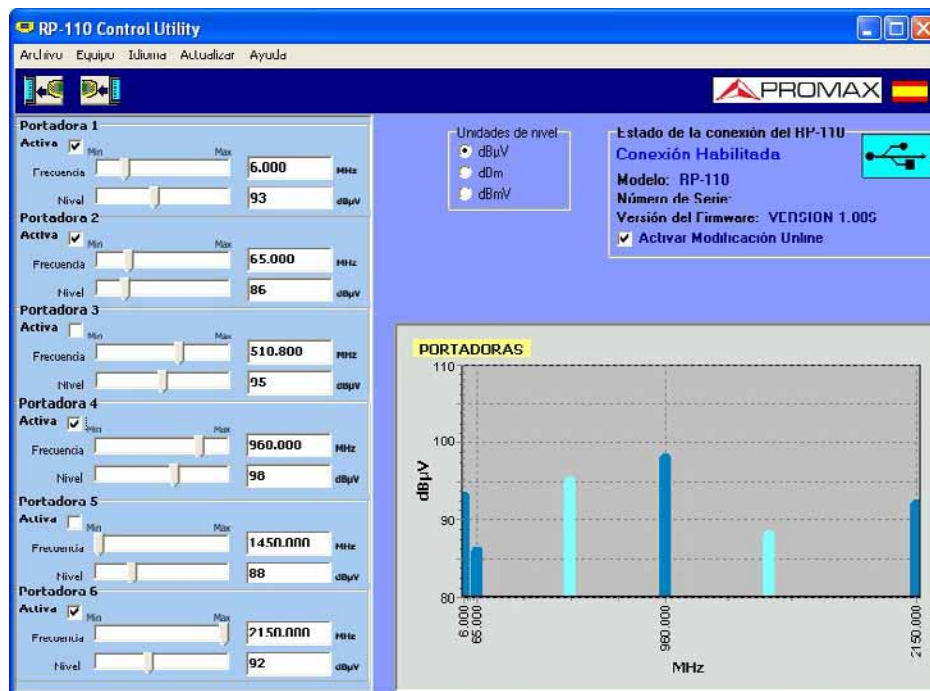 RP-110 Control Utility
Archivo Equipo Idioma Actualizar Ayuda
PROMAX
Portadora 1
Activa
Min Max
Frecuencia 6.000 MHz
Nivel 93 dBµV
Portadora 2
Activa
Min Max
Frecuencia 65.000 MHz
Nivel 86 dBµV
Portadora 3
Activa
Min Max
Frecuencia 510.800 MHz
Nivel 95 dBµV
Portadora 4
Activa
Min Max
Frecuencia 960.000 MHz
Nivel 98 dBµV
Portadora 5
Activa
Min Max
Frecuencia 1450.000 MHz
Nivel 88 dBµV
Portadora 6
Activa
Min Max
Frecuencia 2150.000 MHz
Nivel 92 dBµV
Unidades de nivel
dBµV
dBm
dBmV
Estado de la conexión del RP-110
Conexión Habilitada
Modelo: RP-110
Número de Serie:
Versión del Firmware: VERSION 1.00S
Activar Modificación Online
PORTADORAS
110
100
90
80
dBµV
6.000
65.000
960.000
2150.000
MHz